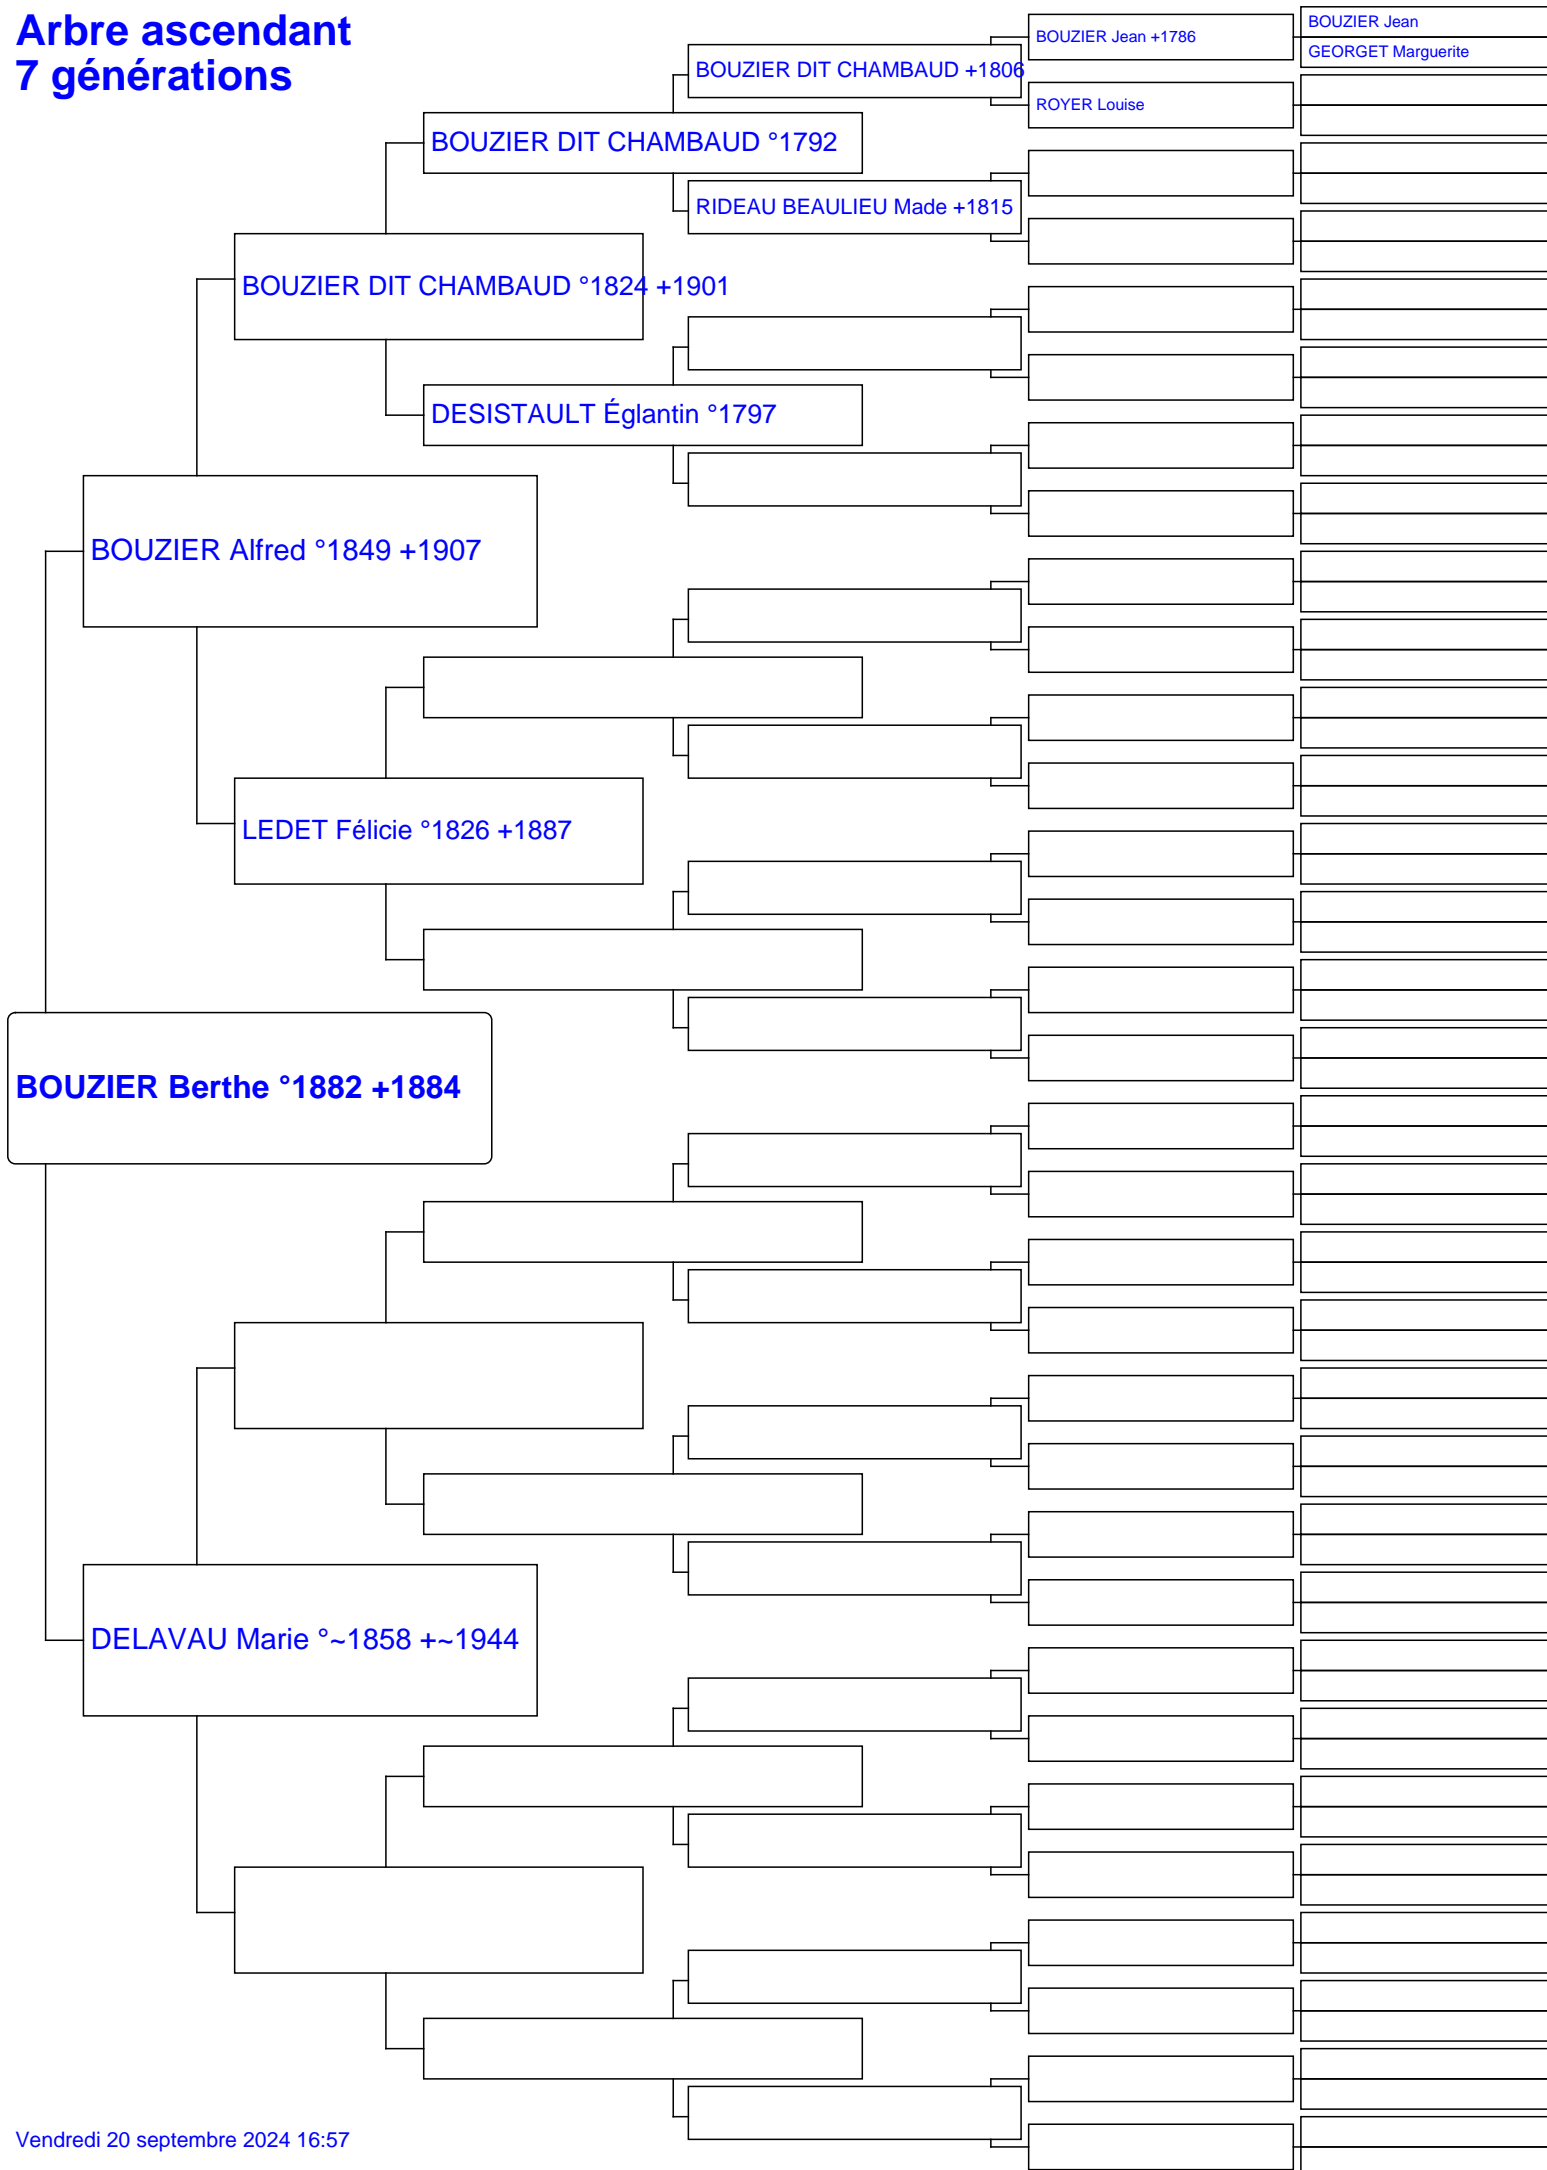 Arbre ascendant
7 générations
BOUZIER Jean
GEORGET Marguerite
BOUZIER Jean +1786
BOUZIER DIT CHAMBAUD +1806
ROYER Louise
BOUZIER DIT CHAMBAUD °1792
RIDEAU BEAULIEU Made +1815
BOUZIER DIT CHAMBAUD °1824 +1901
DESISTAULT Églantin °1797
BOUZIER Alfred °1849 +1907
LEDET Félicie °1826 +1887
BOUZIER Berthe °1882 +1884
DELAVAU Marie °~1858 +~1944
Vendredi 20 septembre 2024 16:57